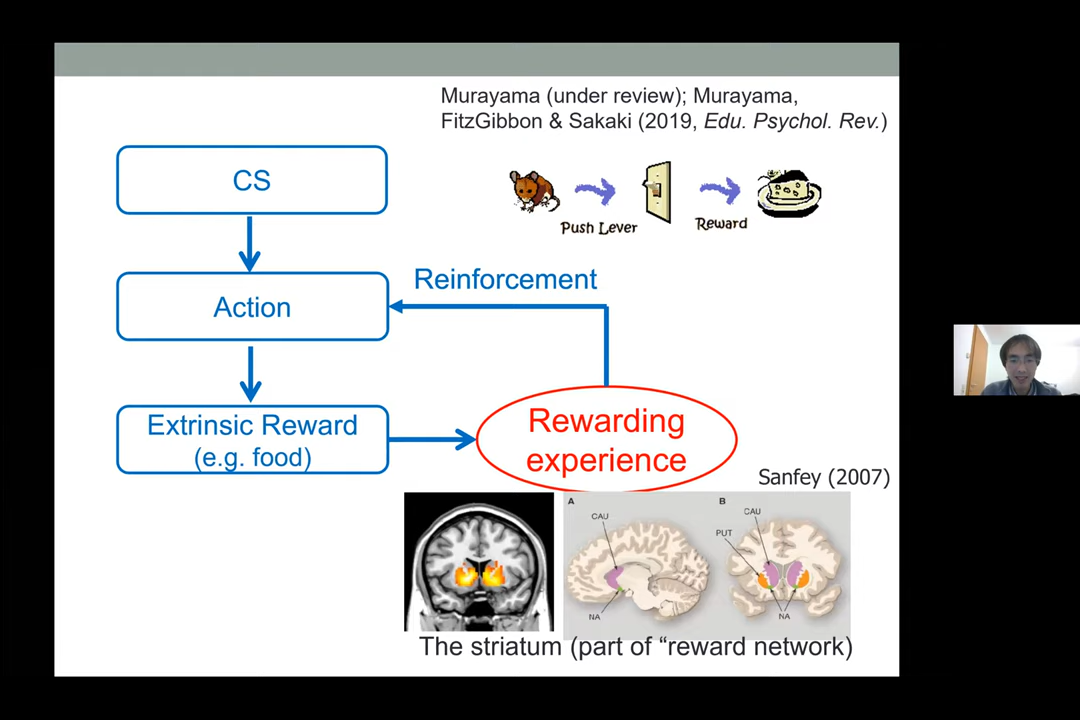 Murayama (under review); Murayama,
FitzGibbon & Sakaki (2019, Edu. Psychol. Rev.)
CS
Push Lever
Reward
Reinforcement
Action
Extrinsic Reward
(e.g. food)
Rewarding
experience
Sanfey (2007)
A
B
CAU
CAU
PUT
NA
NA
The striatum (part of “reward network)